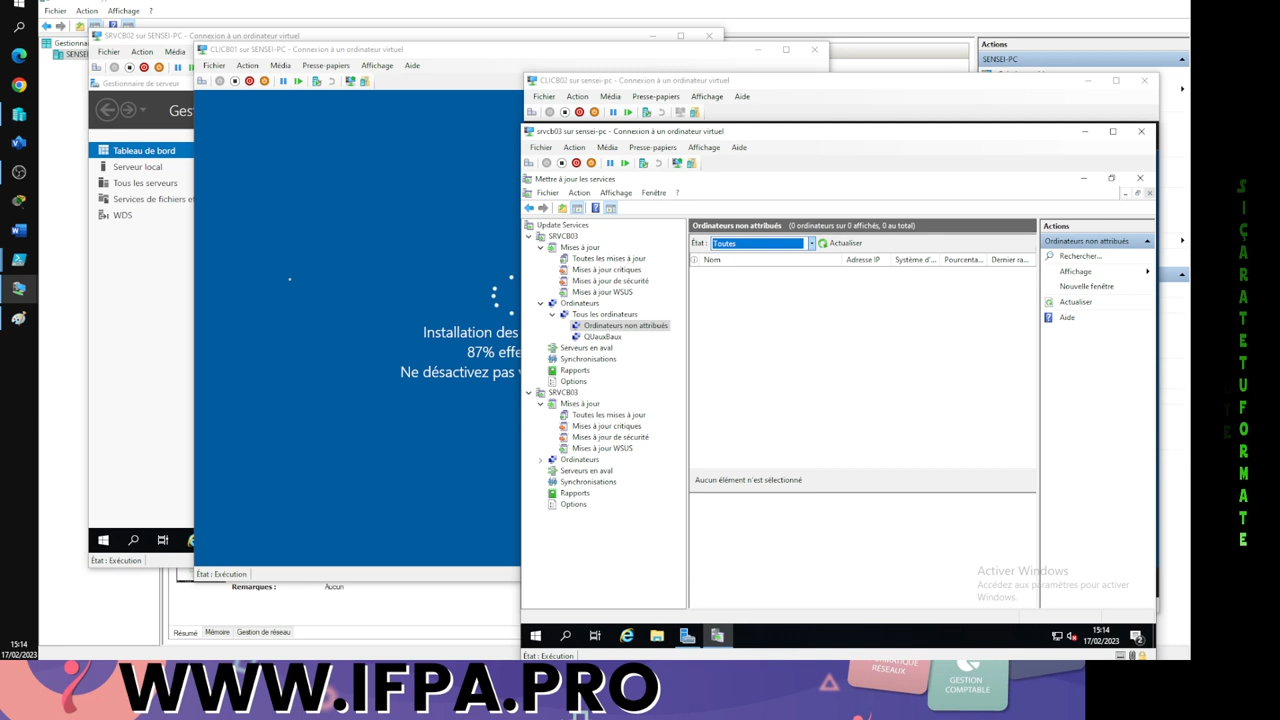 Fichier Action Affichage ?
SRVCB02 sur SENSEI-PC - Connexion à un ordinateur virtuel
Fichier Action Média
Gestionnaire de serveur
Tableau de bord
Serveur local
Tous les serveurs
Services de fichiers et
WDS
État : Exécution
CLICB01 sur SENSEI-PC - Connexion à un ordinateur virtuel
Fichier Action Média Presse-papiers Affichage Aide
Installation des
87% effe
Ne désactivez pas
État : Exécution
Remarques : Aucun
Résumé Mémoire Gestion de réseau
Actions
SENSEI-PC
CLICB02 sur sensei-pc - Connexion à un ordinateur virtuel
Fichier Action Média Presse-papiers Affichage Aide
srvcb03 sur sensei-pc - Connexion à un ordinateur virtuel
Fichier Action Média Presse-papiers Affichage Aide
Mettre à jour les services
Fichier Action Affichage Fenêtre ?
Update Services
SRVCB03
Mises à jour
Toutes les mises à jour
Mises à jour critiques
Mises à jour de sécurité
Mises à jour WSUS
Ordinateurs
Tous les ordinateurs
Ordinateurs non attribués
QUauxBaux
Serveurs en aval
Synchronisations
Rapports
Options
SRVCB03
Mises à jour
Toutes les mises à jour
Mises à jour critiques
Mises à jour de sécurité
Mises à jour WSUS
Ordinateurs
Serveurs en aval
Synchronisations
Rapports
Options
Ordinateurs non attribués (0 ordinateurs sur 0 affichés, 0 au total)
État : Toutes Actualiser
Nom Adresse IP Système d'... Pourcenta... Dernier ra...
Aucun élément n'est sélectionné
Actions
Ordinateurs non attribués
Rechercher...
Affichage
Nouvelle fenêtre
Actualiser
Aide
Activer Windows
Accédez aux paramètres pour activer
Windows.
15:14
17/02/2023
2
État : Exécution
15:14
17/02/2023
WWW.IFPA.PRO
RÉSEAUX
GESTION
COMPTABLE
SIÇARATETUFORMATE